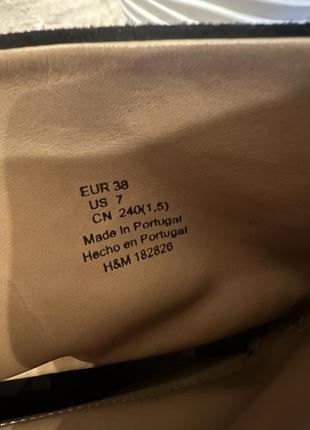 EUR 38
US 7
CN 240(1,5)
Made In Portugal
Hecho en Portugal
H&M 182826